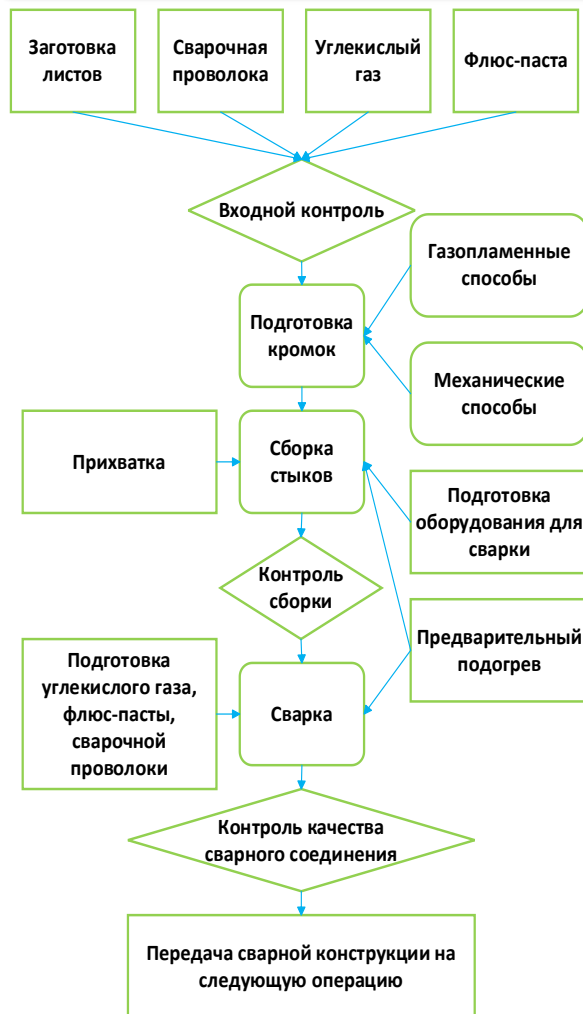 Заготовка
листов
Сварочная
проволока
Углекислый
газ
Флюс-паста
Входной контроль
Газопламенные
способы
Подготовка
кромок
Механические
способы
Прихватка
Сборка
стыков
Подготовка
оборудования для
сварки
Контроль
сборки
Предварительный
подогрев
Подготовка
углекислого газа,
флюс-пасты,
сварочной
проволоки
Сварка
Контроль качества
сварного соединения
Передача сварной конструкции на
следующую операцию